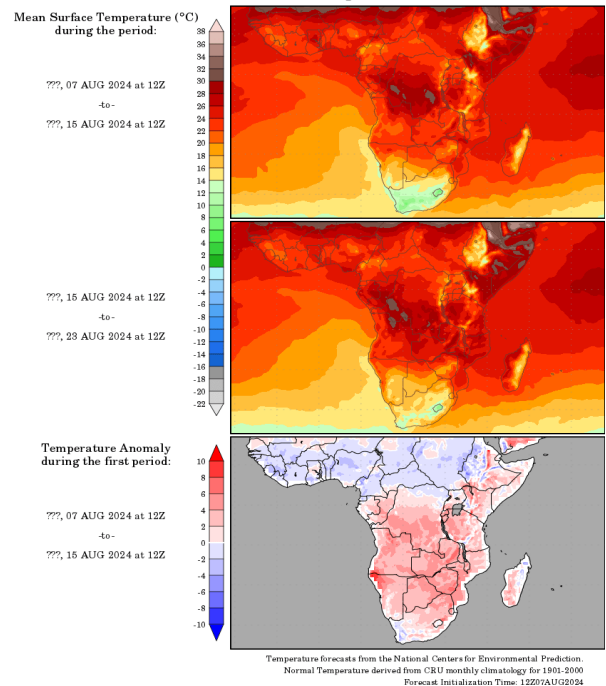 Mean Surface Temperature (°C)
during the period:
38
36
34
32
30
28
26
24
22
20
18
16
14
12
10
8
6
4
2
0
-2
-4
-6
-8
-10
-12
-14
-16
-18
-20
-22
???, 07 AUG 2024 at 12Z
-to-
???, 15 AUG 2024 at 12Z
???, 15 AUG 2024 at 12Z
-to-
???, 23 AUG 2024 at 12Z
Temperature Anomaly
during the first period:
10
8
6
4
2
0
-2
-4
-6
-8
-10
???, 07 AUG 2024 at 12Z
-to-
???, 15 AUG 2024 at 12Z
Temperature forecasts from the National Centers for Environmental Prediction.
Normal Temperature derived from CRU monthly climatology for 1901-2000
Forecast Initialization Time: 12Z07AUG2024